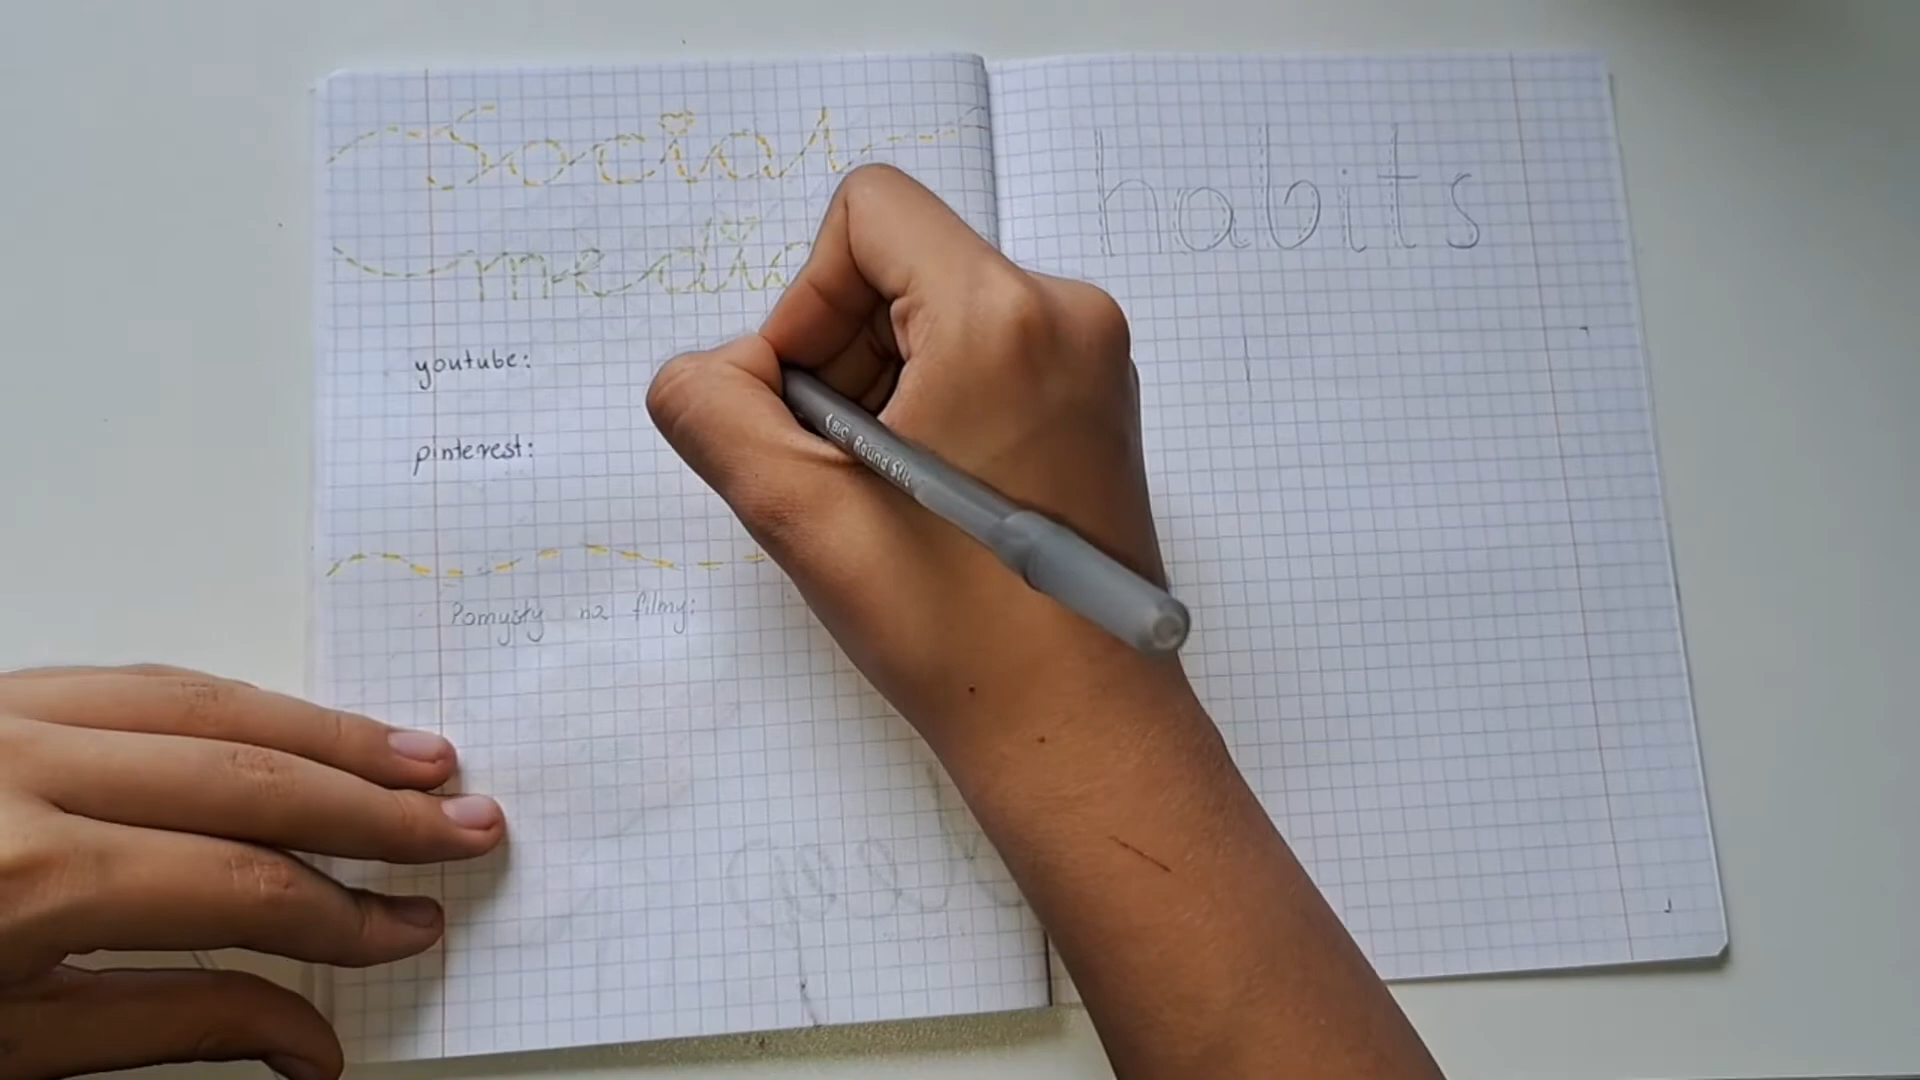 Social
media
habits
youtube:
pinterest:
Pomysły na filmy:
BIC Round Stic